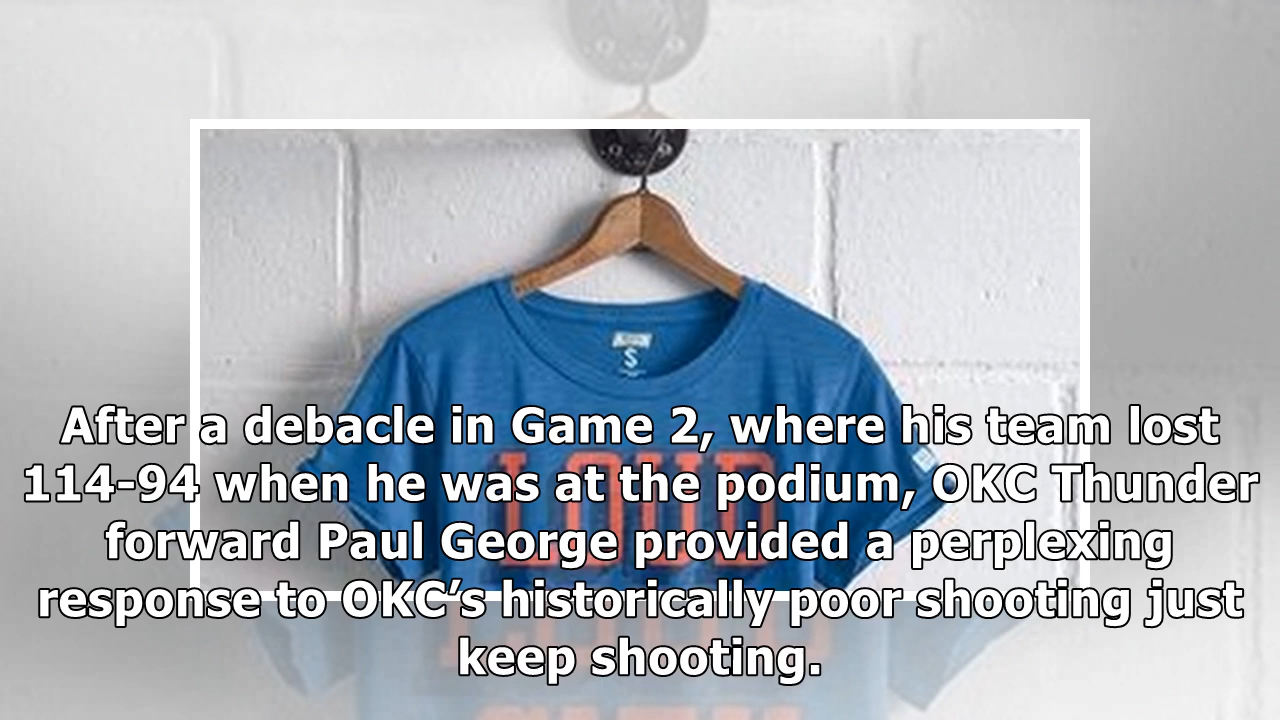 S
After a debacle in Game 2, where his team lost
114-94 when he was at the podium, OKC Thunder
forward Paul George provided a perplexing
response to OKC’s historically poor shooting just
keep shooting.
LOUD